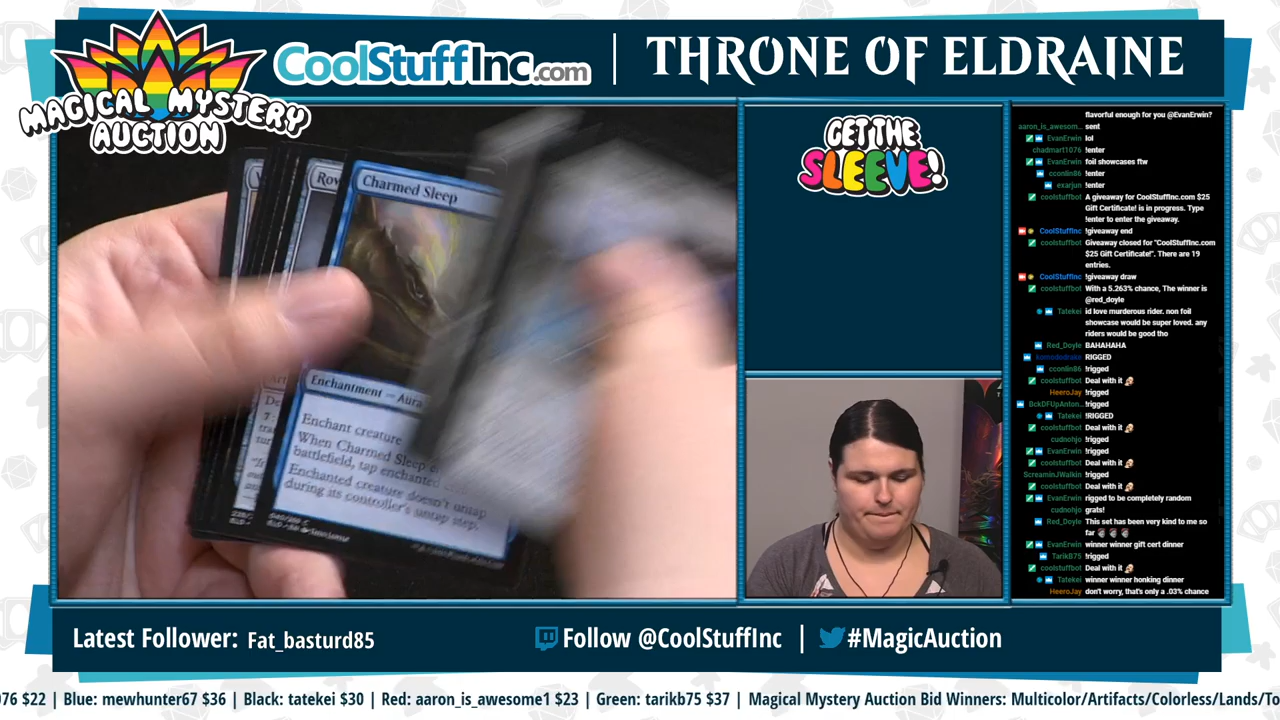 MAGICAL MYSTERY
AUCTION
CoolStuffInc.com
THRONE OF ELDRAINE
Row
Charmed Sleep
Enchantment — Aura
Enchant creature
When Charmed Sleep
battlefield, tap
Enchanted creature doesn't untap
during its controller's untap step.
GET THE
SLEEVE!
flavorful enough for you @EvanErwin?
aaron_is_awesom... sent
EvanErwin lol
chadmart1076 !enter
EvanErwin foil showcases ftw
cconlin86 !enter
exarjun !enter
coolstuffbot A giveaway for CoolStuffInc.com $25
Gift Certificate! is in progress. Type
!enter to enter the giveaway.
CoolStuffInc !giveaway end
coolstuffbot Giveaway closed for "CoolStuffInc.com
$25 Gift Certificate!". There are 19
entries.
CoolStuffInc !giveaway draw
coolstuffbot With a 5.263% chance, The winner is
@red_doyle
Tatekei id love murderous rider. non foil
showcase would be super loved. any
riders would be good tho
Red_Doyle BAHAHAHA
komododrake RIGGED
cconlin86 !rigged
coolstuffbot Deal with it
HeeroJay !rigged
BckDFUpAnton... !rigged
Tatekei !RIGGED
coolstuffbot Deal with it
cudnohjo !rigged
EvanErwin !rigged
coolstuffbot Deal with it
ScreaminJWalkin !rigged
coolstuffbot Deal with it
EvanErwin rigged to be completely random
cudnohjo grats!
Red_Doyle This set has been very kind to me so
far
EvanErwin winner winner gift cert dinner
TarikB75 !rigged
coolstuffbot Deal with it
Tatekei winner winner honking dinner
HeeroJay don't worry, that's only a .03% chance
Latest Follower: Fat_basturd85
Follow @CoolStuffInc | #MagicAuction
076 $22 | Blue: mewhunter67 $36 | Black: tatekei $30 | Red: aaron_is_awesome1 $23 | Green: tarikb75 $37 | Magical Mystery Auction Bid Winners: Multicolor/Artifacts/Colorless/Lands/To